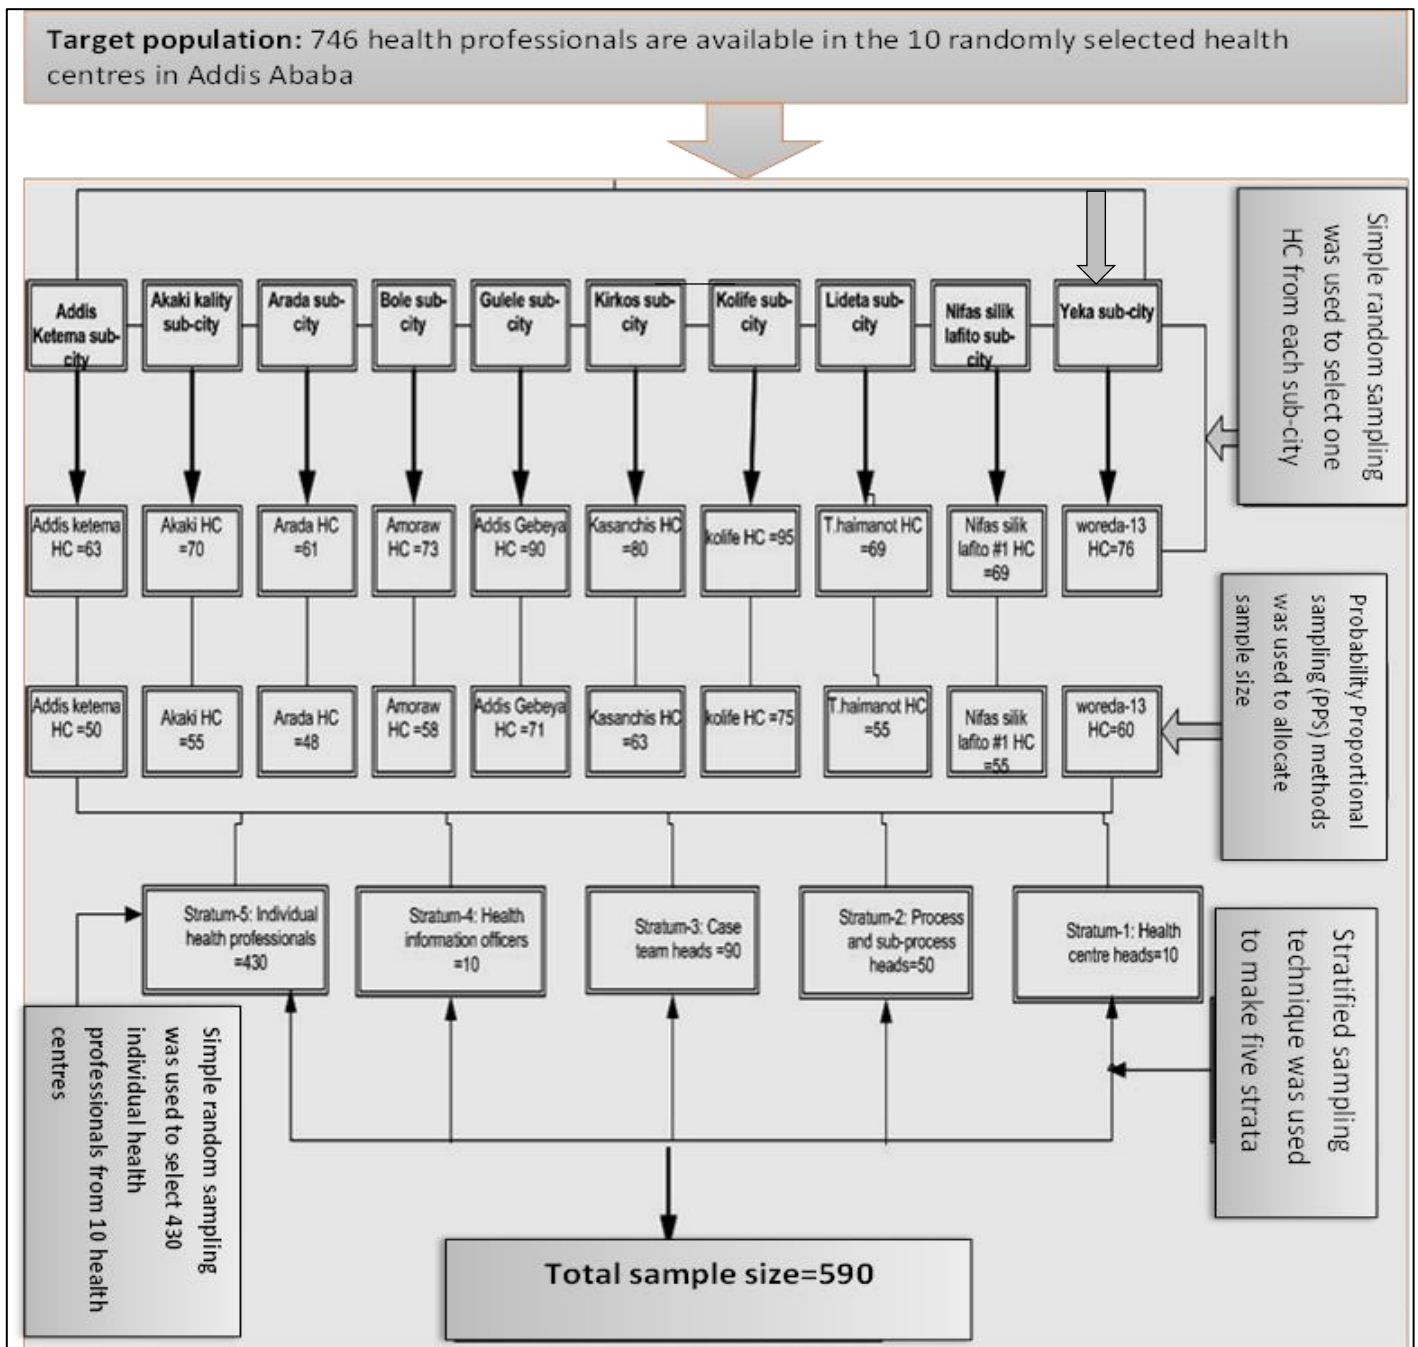 Target population: 746 health professionals are available in the 10 randomly selected health
centres in Addis Ababa
Simple random sampling
was used to select one
HC from each sub-city
Addis
Ketema sub-
city
Akaki kality
sub-city
Arada sub-
city
Bole sub-
city
Gulele sub-
city
Kirkos sub-
city
Kolife sub-
city
Lideta sub-
city
Nifas silik
lafito sub-
city
Yeka sub-city
Addis ketema
HC =63
Akaki HC
=70
Arada HC
=61
Amoraw
HC =73
Addis Gebeya
HC =90
Kasanchis HC
=80
kolife HC =95
T.haimanot HC
=69
Nifas silik
lafito #1 HC
=69
woreda-13
HC=76
Probability Proportional
sampling (PPS) methods
was used to allocate
sample size
Addis ketema
HC =50
Akaki HC
=55
Arada HC
=48
Amoraw
HC =58
Addis Gebeya
HC =71
Kasanchis HC
=63
kolife HC =75
T.haimanot HC
=55
Nifas silik
lafito #1 HC
=55
woreda-13
HC=60
Stratum-5: Individual
health professionals
=430
Stratum-4: Health
information officers
=10
Stratum-3: Case
team heads =90
Stratum-2: Process
and sub-process
heads=50
Stratum-1: Health
centre heads=10
Stratified sampling
technique was used
to make five strata
Simple random sampling
was used to select 430
individual health
professionals from 10 health
centres
Total sample size=590